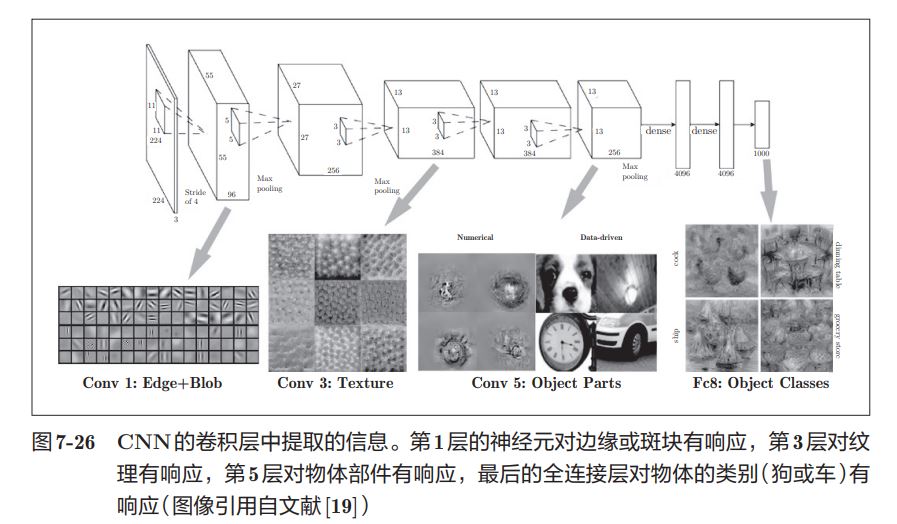 55
27
13
13
13
11
5
3
3
3
11
5
27
3
13
3
13
3
13
224
55
384
384
256
dense
dense
1000
224
Stride
of 4
96
Max
pooling
256
Max
pooling
Max
pooling
4096
4096
3
Numerical
Data-driven
cock
dinning table
ship
grocery store
Conv 1: Edge+Blob
Conv 3: Texture
Conv 5: Object Parts
Fc8: Object Classes
图7-26 CNN的卷积层中提取的信息。第1层的神经元对边缘或斑块有响应，第3层对纹
理有响应，第5层对物体部件有响应，最后的全连接层对物体的类别（狗或车）有
响应（图像引用自文献[19]）